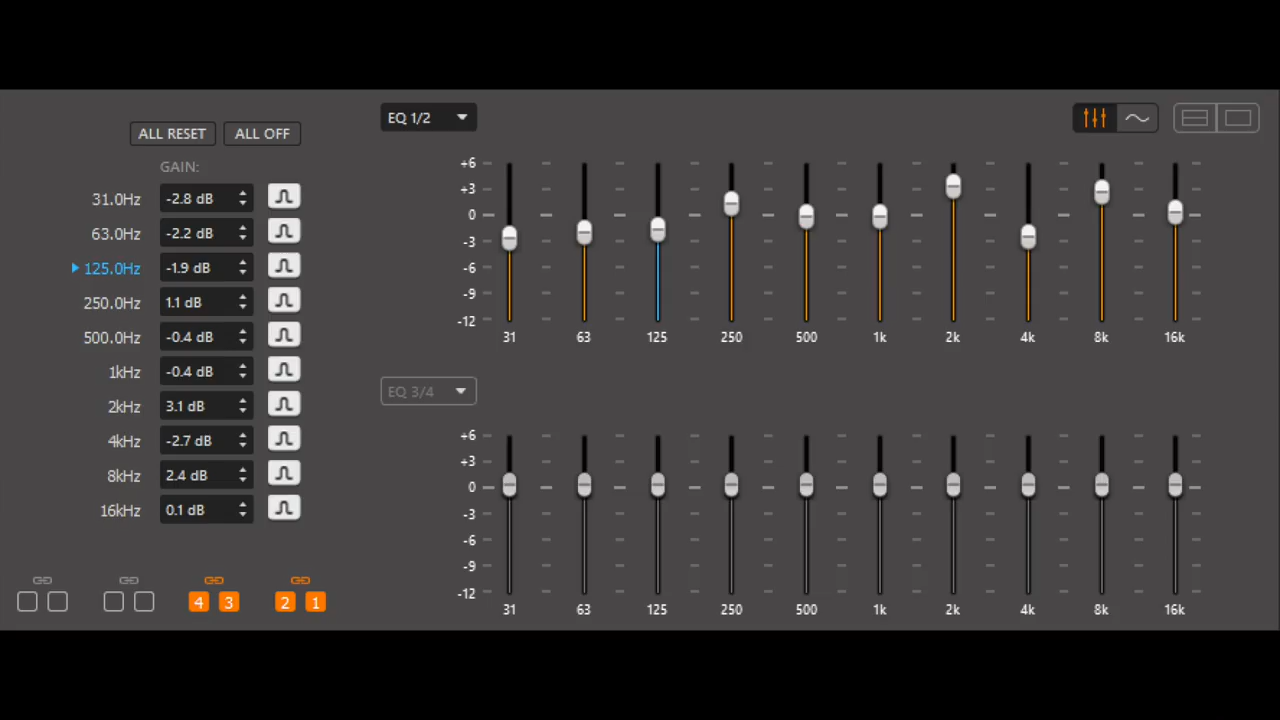 EQ 1/2
ALL RESET ALL OFF
GAIN:
31.0Hz -2.8 dB
63.0Hz -2.2 dB
125.0Hz -1.9 dB
250.0Hz 1.1 dB
500.0Hz -0.4 dB
1kHz -0.4 dB
2kHz 3.1 dB
4kHz -2.7 dB
8kHz 2.4 dB
16kHz 0.1 dB
4 3 2 1
+6
+3
0
-3
-6
-9
-12
31 63 125 250 500 1k 2k 4k 8k 16k
EQ 3/4
+6
+3
0
-3
-6
-9
-12
31 63 125 250 500 1k 2k 4k 8k 16k